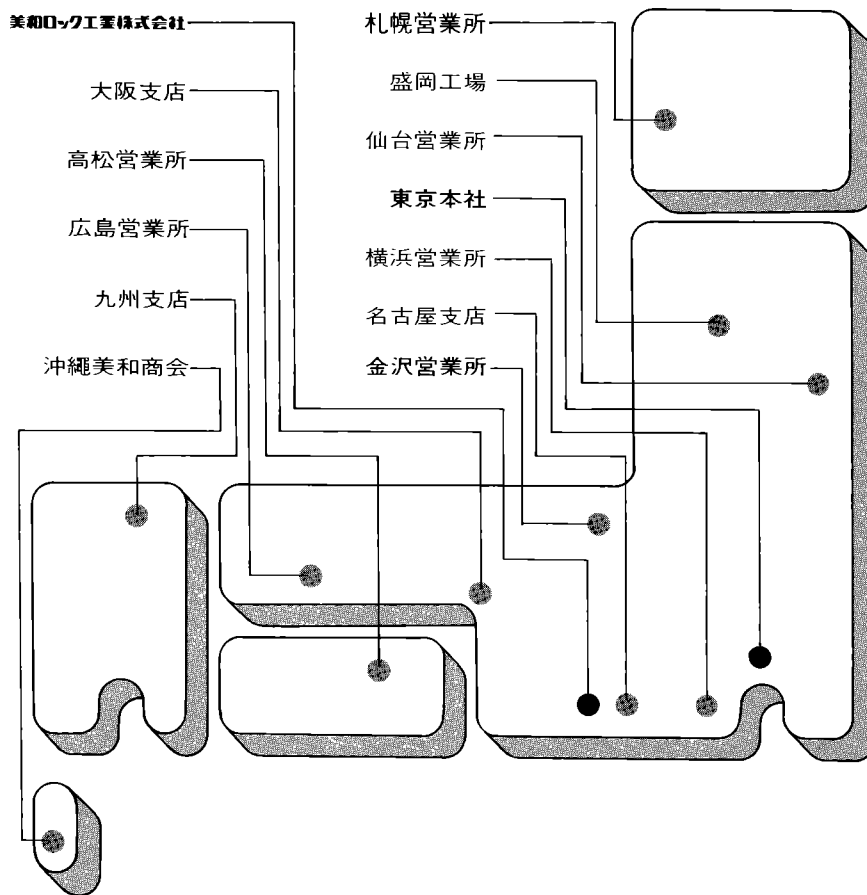 美和ロック工業株式会社
大阪支店
高松営業所
広島営業所
九州支店
沖縄美和商会
札幌営業所
盛岡工場
仙台営業所
東京本社
横浜営業所
名古屋支店
金沢営業所